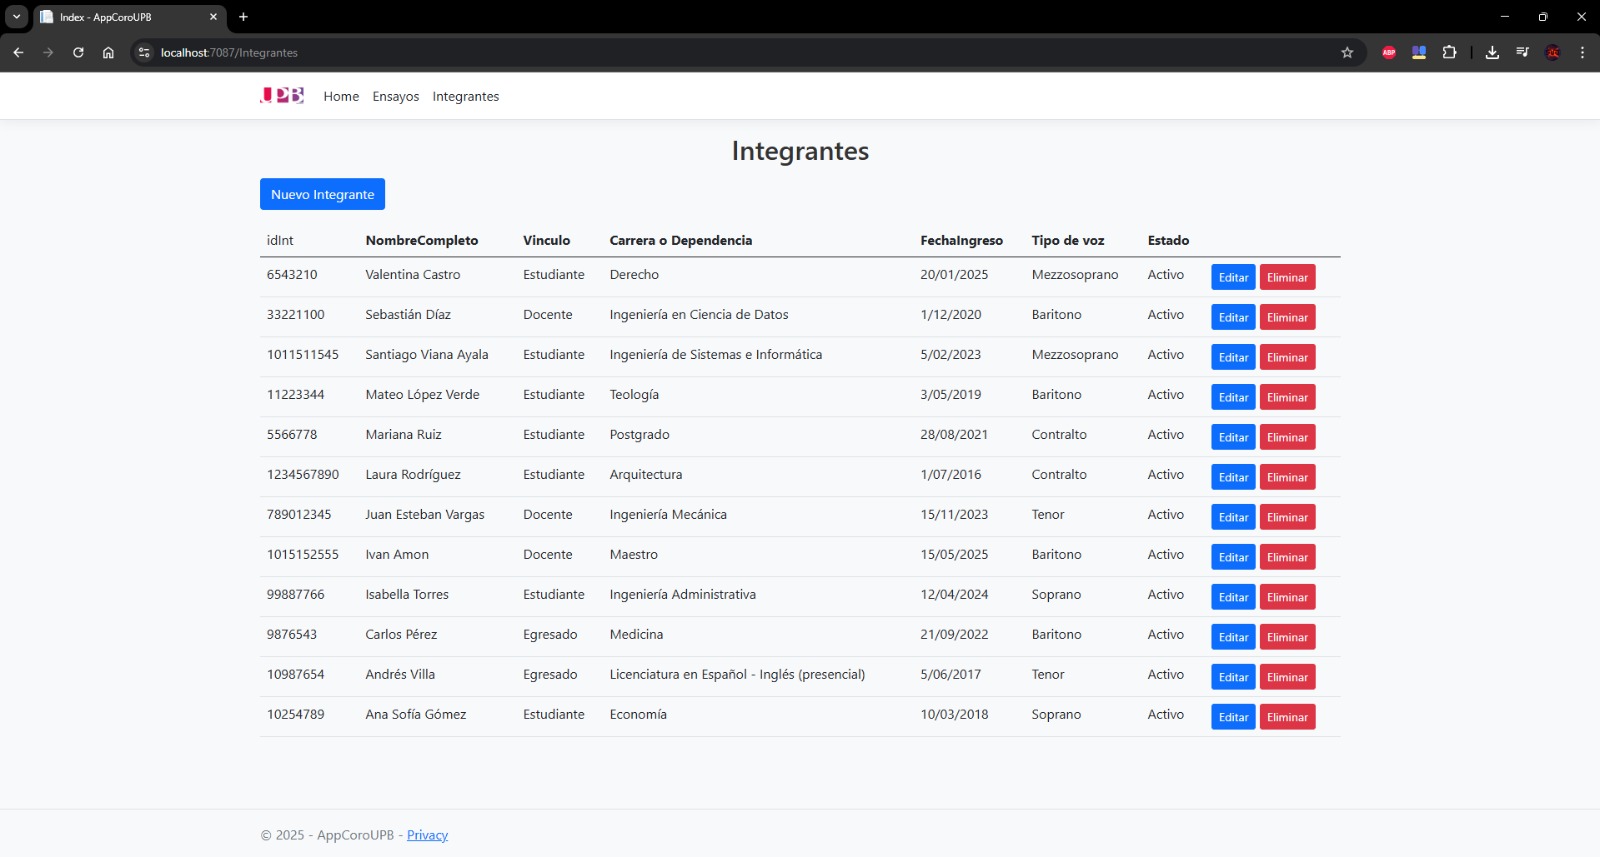 Index - AppCoroUPB
localhost:7087/Integrantes
ABP
UPB Home Ensayos Integrantes
Integrantes
Nuevo Integrante
idInt NombreCompleto Vinculo Carrera o Dependencia FechaIngreso Tipo de voz Estado
6543210 Valentina Castro Estudiante Derecho 20/01/2025 Mezzosoprano Activo Editar Eliminar
33221100 Sebastián Díaz Docente Ingeniería en Ciencia de Datos 1/12/2020 Baritono Activo Editar Eliminar
1011511545 Santiago Viana Ayala Estudiante Ingeniería de Sistemas e Informática 5/02/2023 Mezzosoprano Activo Editar Eliminar
11223344 Mateo López Verde Estudiante Teología 3/05/2019 Baritono Activo Editar Eliminar
5566778 Mariana Ruiz Estudiante Postgrado 28/08/2021 Contralto Activo Editar Eliminar
1234567890 Laura Rodríguez Estudiante Arquitectura 1/07/2016 Contralto Activo Editar Eliminar
789012345 Juan Esteban Vargas Docente Ingeniería Mecánica 15/11/2023 Tenor Activo Editar Eliminar
1015152555 Ivan Amon Docente Maestro 15/05/2025 Baritono Activo Editar Eliminar
99887766 Isabella Torres Estudiante Ingeniería Administrativa 12/04/2024 Soprano Activo Editar Eliminar
9876543 Carlos Pérez Egresado Medicina 21/09/2022 Baritono Activo Editar Eliminar
10987654 Andrés Villa Egresado Licenciatura en Español - Inglés (presencial) 5/06/2017 Tenor Activo Editar Eliminar
10254789 Ana Sofía Gómez Estudiante Economía 10/03/2018 Soprano Activo Editar Eliminar
© 2025 - AppCoroUPB - Privacy